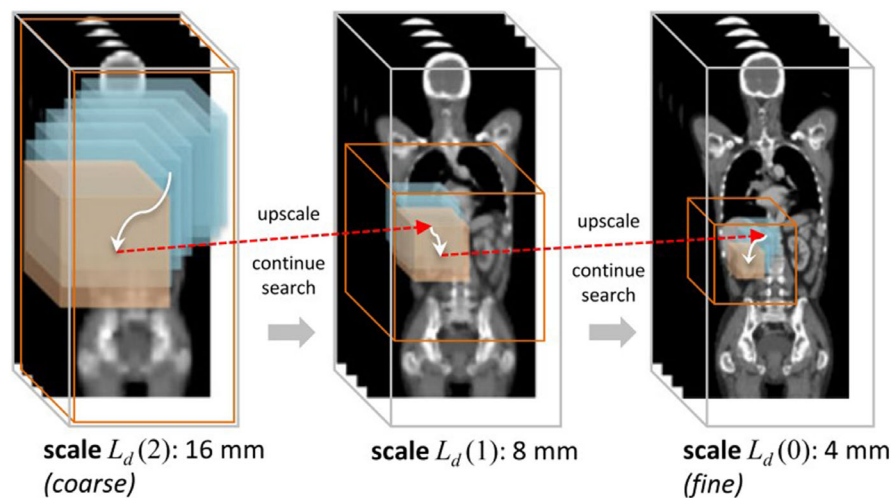 upscale
continue
search
upscale
continue
search
scale L_d(2): 16 mm
(coarse)
scale L_d(1): 8 mm
scale L_d(0): 4 mm
(fine)